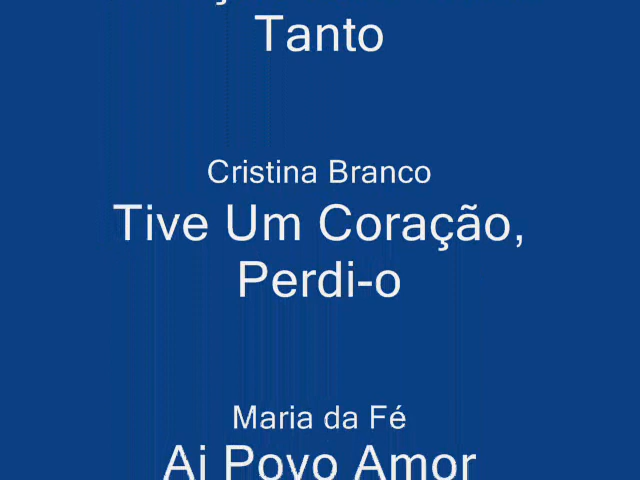 Tanto
Cristina Branco
Tive Um Coração,
Perdi-o
Maria da Fé
Ai Povo Amor